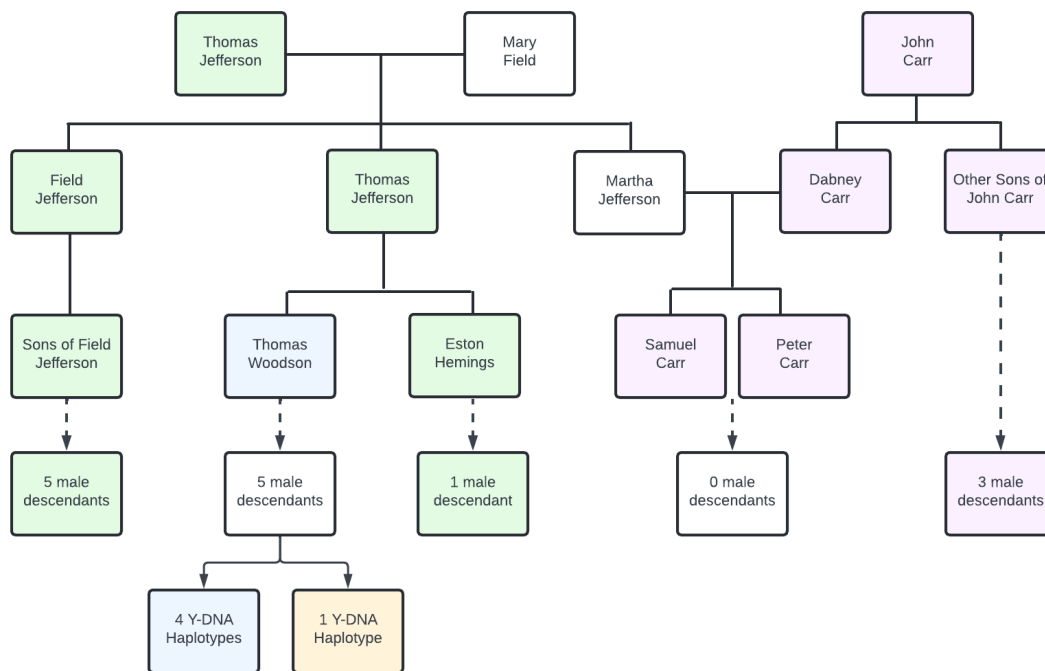 Thomas
Jefferson
Mary
Field
John
Carr
Field
Jefferson
Thomas
Jefferson
Martha
Jefferson
Dabney
Carr
Other Sons of
John Carr
Sons of Field
Jefferson
Thomas
Woodson
Eston
Hemings
Samuel
Carr
Peter
Carr
5 male
descendants
5 male
descendants
1 male
descendant
0 male
descendants
3 male
descendants
4 Y-DNA
Haplotypes
1 Y-DNA
Haplotype